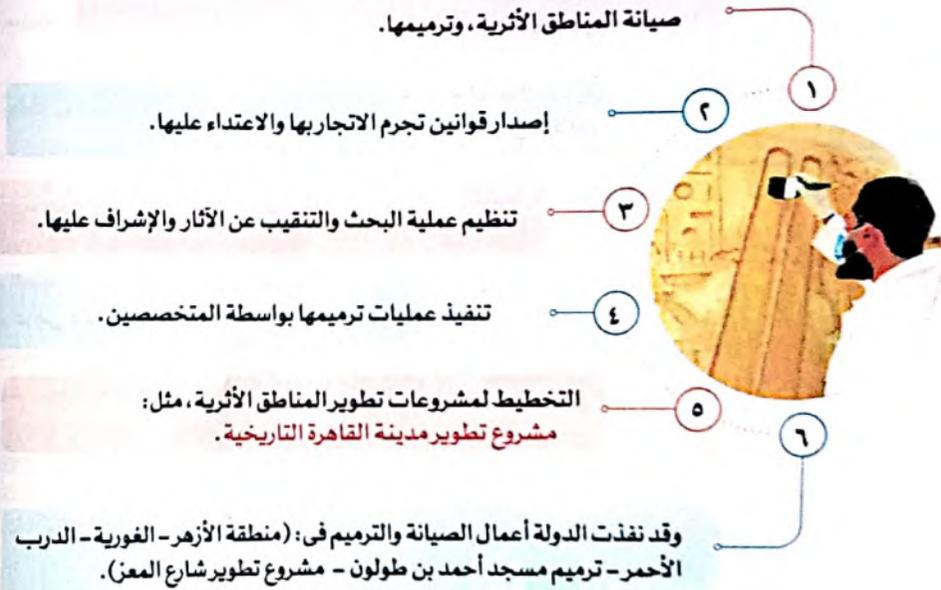 صيانة المناطق الأثرية، وترميمها.
١
٢
إصدار قوانين تجرم الاتجار بها والاعتداء عليها.
٣
تنظيم عملية البحث والتنقيب عن الآثار والإشراف عليها.
٤
تنفيذ عمليات ترميمها بواسطة المتخصصين.
٥
التخطيط لمشروعات تطوير المناطق الأثرية، مثل:
مشروع تطوير مدينة القاهرة التاريخية.
٦
وقد نفذت الدولة أعمال الصيانة والترميم فى: (منطقة الأزهر – الغورية – الدرب
الأحمر – ترميم مسجد أحمد بن طولون – مشروع تطوير شارع المعز).